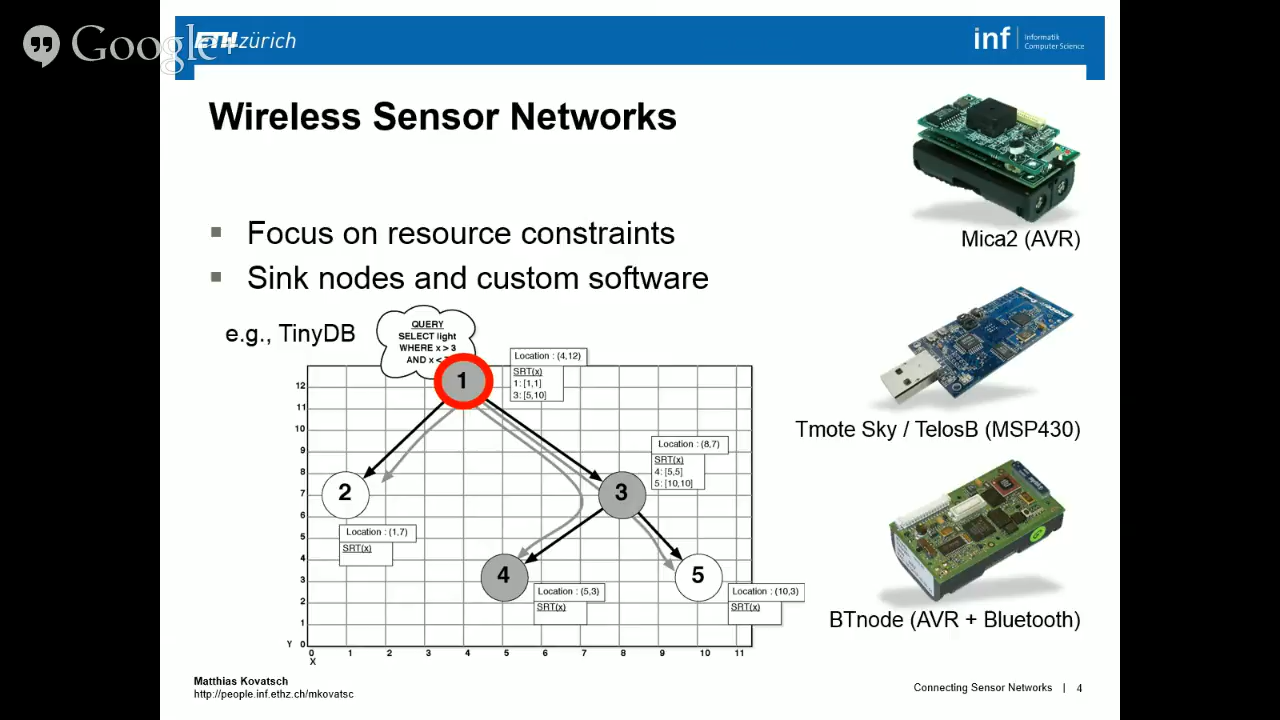 Google+
ETH zürich
inf
Informatik
Computer Science
Wireless Sensor Networks
Mica2 (AVR)
Focus on resource constraints
Sink nodes and custom software
e.g., TinyDB
QUERY
SELECT light
WHERE x > 3
AND x <
1
Location : (4,12)
SRT(x)
1: [1,1]
3: [5,10]
Tmote Sky / TelosB (MSP430)
2
Location : (1,7)
SRT(x)
3
Location : (8,7)
SRT(x)
4: [5,5]
5: [10,10]
4
Location : (5,3)
SRT(x)
5
Location : (10,3)
SRT(x)
12
11
10
9
8
7
6
5
4
3
2
1
Y 0
0 1 2 3 4 5 6 7 8 9 10 11
X
BTnode (AVR + Bluetooth)
Matthias Kovatsch
http://people.inf.ethz.ch/mkovatsc
Connecting Sensor Networks | 4